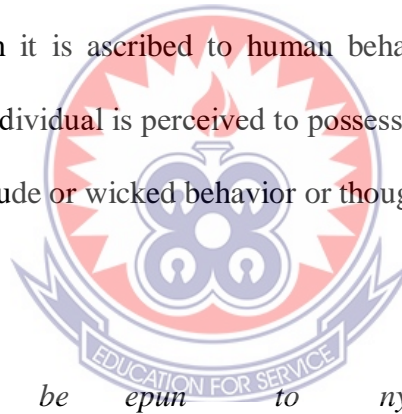 it is ascribed to human beha
dividual is perceived to possess
ude or wicked behavior or thoug
EDUCATION FOR SERVICE
be epun to ny